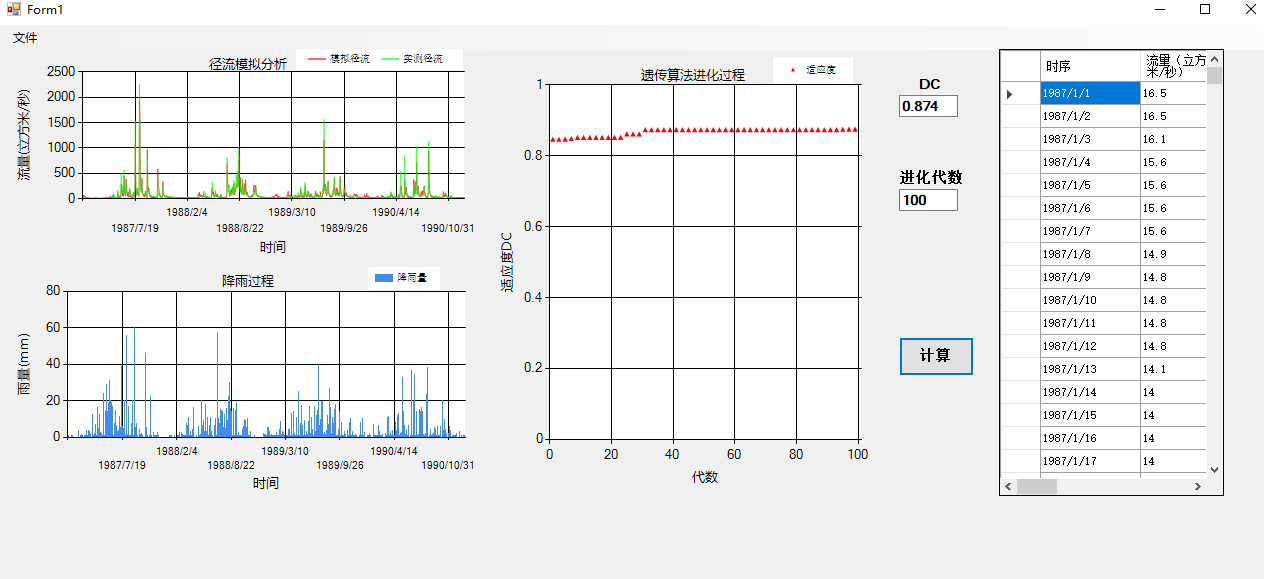 Form1
文件
径流模拟分析
模拟径流 实测径流
流量(立方米/秒)
2500
2000
1500
1000
500
0
1988/2/4 1989/3/10 1990/4/14
1987/7/19 1988/8/22 1989/9/26 1990/10/31
时间
降雨过程
降雨量
雨量(mm)
80
60
40
20
0
1988/2/4 1989/3/10 1990/4/14
1987/7/19 1988/8/22 1989/9/26 1990/10/31
时间
遗传算法进化过程
适应度
适应度DC
1
0.8
0.6
0.4
0.2
0
0 20 40 60 80 100
代数
DC
0.874
进化代数
100
计算
时序 流量（立方
米/秒）
1987/1/1 16.5
1987/1/2 16.5
1987/1/3 16.1
1987/1/4 15.6
1987/1/5 15.6
1987/1/6 15.6
1987/1/7 15.6
1987/1/8 14.9
1987/1/9 14.8
1987/1/10 14.8
1987/1/11 14.8
1987/1/12 14.8
1987/1/13 14.1
1987/1/14 14
1987/1/15 14
1987/1/16 14
1987/1/17 14